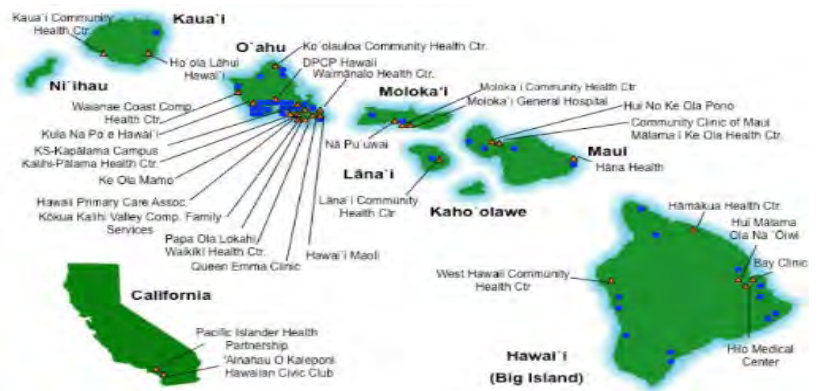 Kaua`i Community
Health Ctr.
Kaua`i
Ho`ola Lāhui
Hawai`i
Ni`ihau
O`ahu
Ko`olauloa Community Health Ctr.
DPCP Hawaii
Waimānalo Health Ctr.
Waianae Coast Comp.
Health Ctr.
Kula Na Po`e Hawai`i
KS-Kapālama Campus
Kalihi-Pālama Health Ctr.
Ke Ola Mamo
Hawaii Primary Care Assoc.
Kōkua Kalihi Valley Comp. Family
Services
Papa Ola Lokahi
Waikiki Health Ctr.
Queen Emma Clinic
Hawai`i Maoli
Moloka`i
Moloka`i Community Health Ctr
Moloka`i General Hospital
Nā Pu`uwai
Lāna`i
Lāna`i Community
Health Ctr
Kaho`olawe
Hui No Ke Ola Pono
Community Clinic of Maui
Mālama I Ke Ola Health Ctr.
Maui
Hāna Health
Hāmākua Health Ctr.
Hui Mālama
Ola Nā `Ōiwi
Bay Clinic
West Hawaii Community
Health Ctr
Hilo Medical
Center
Hawai`i
(Big Island)
California
Pacific Islander Health
Partnership
'Ainahau O Kaleponi
Hawaiian Civic Club